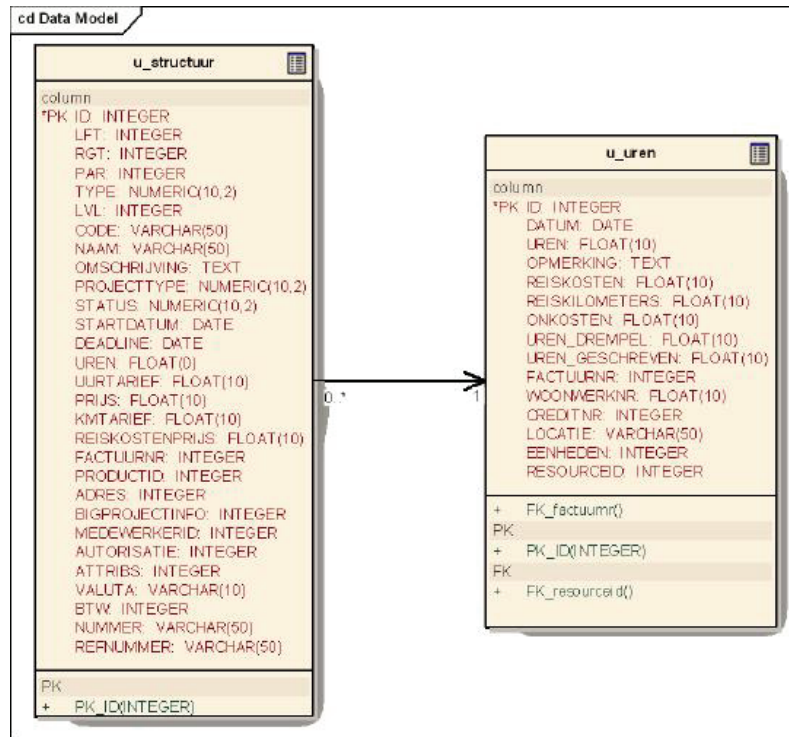 cd Data Model
u_structuur
column
*PK ID: INTEGER
LFT: INTEGER
RGT: INTEGER
PAR: INTEGER
TYPE: NUMERIC(10,2)
LVL: INTEGER
CODE: VARCHAR(50)
NAAM: VARCHAR(50)
OMSCHRIJVING: TEXT
PROJECTTYPE: NUMERIC(10,2)
STATUS: NUMERIC(10,2)
STARTDATUM: DATE
DEADLINE: DATE
UREN: FLOAT(0)
UURTARIEF: FLOAT(10)
PRIJS: FLOAT(10)
KMTARIEF: FLOAT(10)
REISKOSTENPRIJS: FLOAT(10)
FACTUURNR: INTEGER
PRODUCTID: INTEGER
ADRES: INTEGER
BIGPROJECTINFO: INTEGER
MEDEWERKERID: INTEGER
AUTORISATIE: INTEGER
ATTRIBS: INTEGER
VALUTA: VARCHAR(10)
BTW: INTEGER
NUMMER: VARCHAR(50)
REFNUMMER: VARCHAR(50)
PK
+ PK_ID(INTEGER)
0..*
1
u_uren
column
*PK ID: INTEGER
DATUM: DATE
UREN: FLOAT(10)
OPMERKING: TEXT
REISKOSTEN: FLOAT(10)
REISKILOMETERS: FLOAT(10)
ONKOSTEN: FLOAT(10)
UREN_DREMPEL: FLOAT(10)
UREN_GESCHREVEN: FLOAT(10)
FACTUURNR: INTEGER
WOONWERKNR: FLOAT(10)
CREDITNR: INTEGER
LOCATIE: VARCHAR(50)
EENHEDEN: INTEGER
RESOURCEID: INTEGER
+ FK_factuurnr()
PK
+ PK_ID(INTEGER)
FK
+ FK_resourceid()